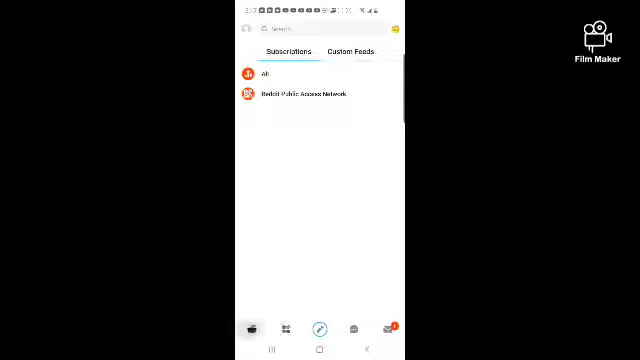 Search
Subscriptions Custom Feeds
All
Reddit Public Access Network
Film Maker